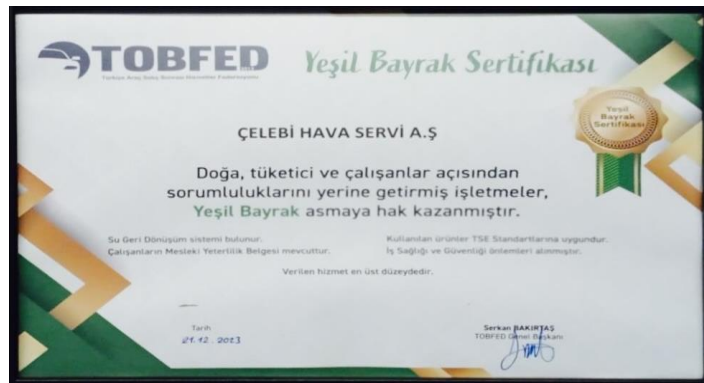 TOBFED
Yeşil Bayrak Sertifikası
Yeşil
Bayrak
Sertifikası
ÇELEBİ HAVA SERVİ A.Ş
Doğa, tüketici ve çalışanlar açısından
sorumluluklarını yerine getirmiş işletmeler,
Yeşil Bayrak asmaya hak kazanmıştır.
Su Geri Dönüşüm sistemi bulunur.
Çalışanların Mesleki Yeterlilik Belgesi mevcuttur.
Kullanılan ürünler TSE Standartlarına uygundur.
İş Sağlığı ve Güvenliği önlemleri alınmıştır.
Verilen hizmet en üst düzeydedir.
Tarih
21.12.2023
Serkan BAKIRTAŞ
TOBFED Genel Başkanı